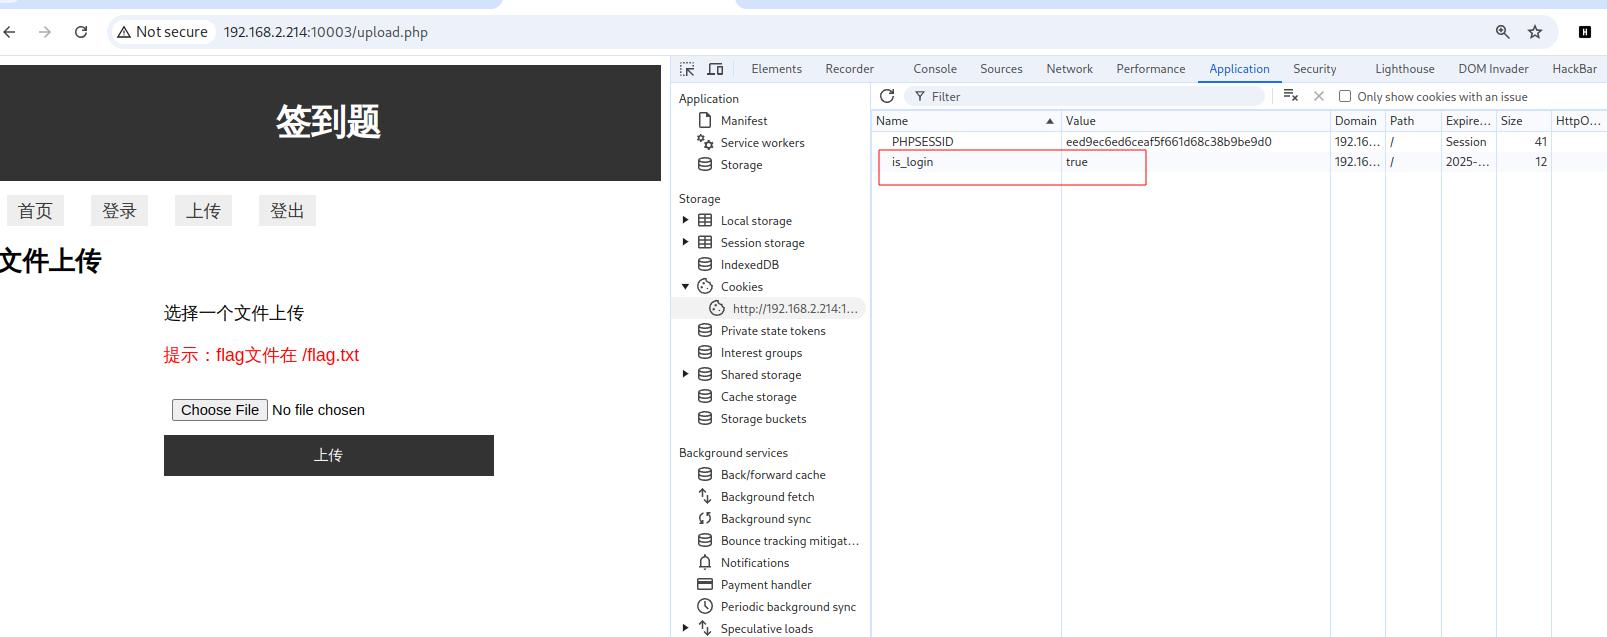 Not secure 192.168.2.214:10003/upload.php
签到题
首页 登录 上传 登出
文件上传
选择一个文件上传
提示：flag文件在 /flag.txt
Choose File No file chosen
上传
Elements Recorder Console Sources Network Performance Application Security Lighthouse DOM Invader HackBar
Application
Manifest
Service workers
Storage
Storage
Local storage
Session storage
IndexedDB
Cookies
http://192.168.2.214:1...
Private state tokens
Interest groups
Shared storage
Cache storage
Storage buckets
Background services
Back/forward cache
Background fetch
Background sync
Bounce tracking mitigat...
Notifications
Payment handler
Periodic background sync
Speculative loads
Filter Only show cookies with an issue
Name Value Domain Path Expire... Size HttpO...
PHPSESSID eed9ec6ed6ceaf5f661d68c38b9be9d0 192.16... / Session 41
is_login true 192.16... / 2025-... 12